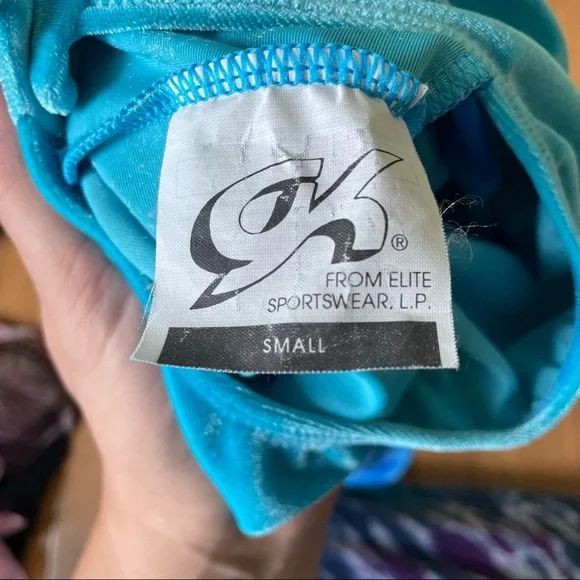 GK®
FROM ELITE
SPORTSWEAR, L.P.
SMALL